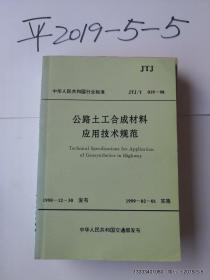 平2019-5-5
JTJ
中华人民共和国行业标准
JTJ/T 019-98
公路土工合成材料
应用技术规范
Technical Specifications for Application
of Geosynthetics in Highway
1998-12-30 发布
1999-02-01 实施
中华人民共和国交通部发布